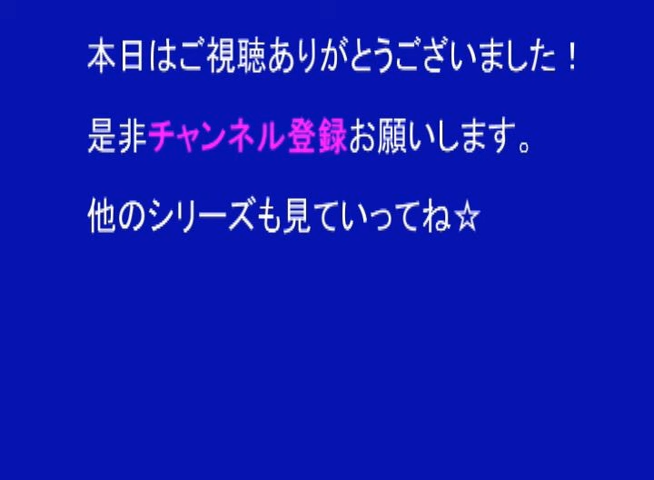 本日はご視聴ありがとうございました！
是非チャンネル登録お願いします。
他のシリーズも見ていってね☆